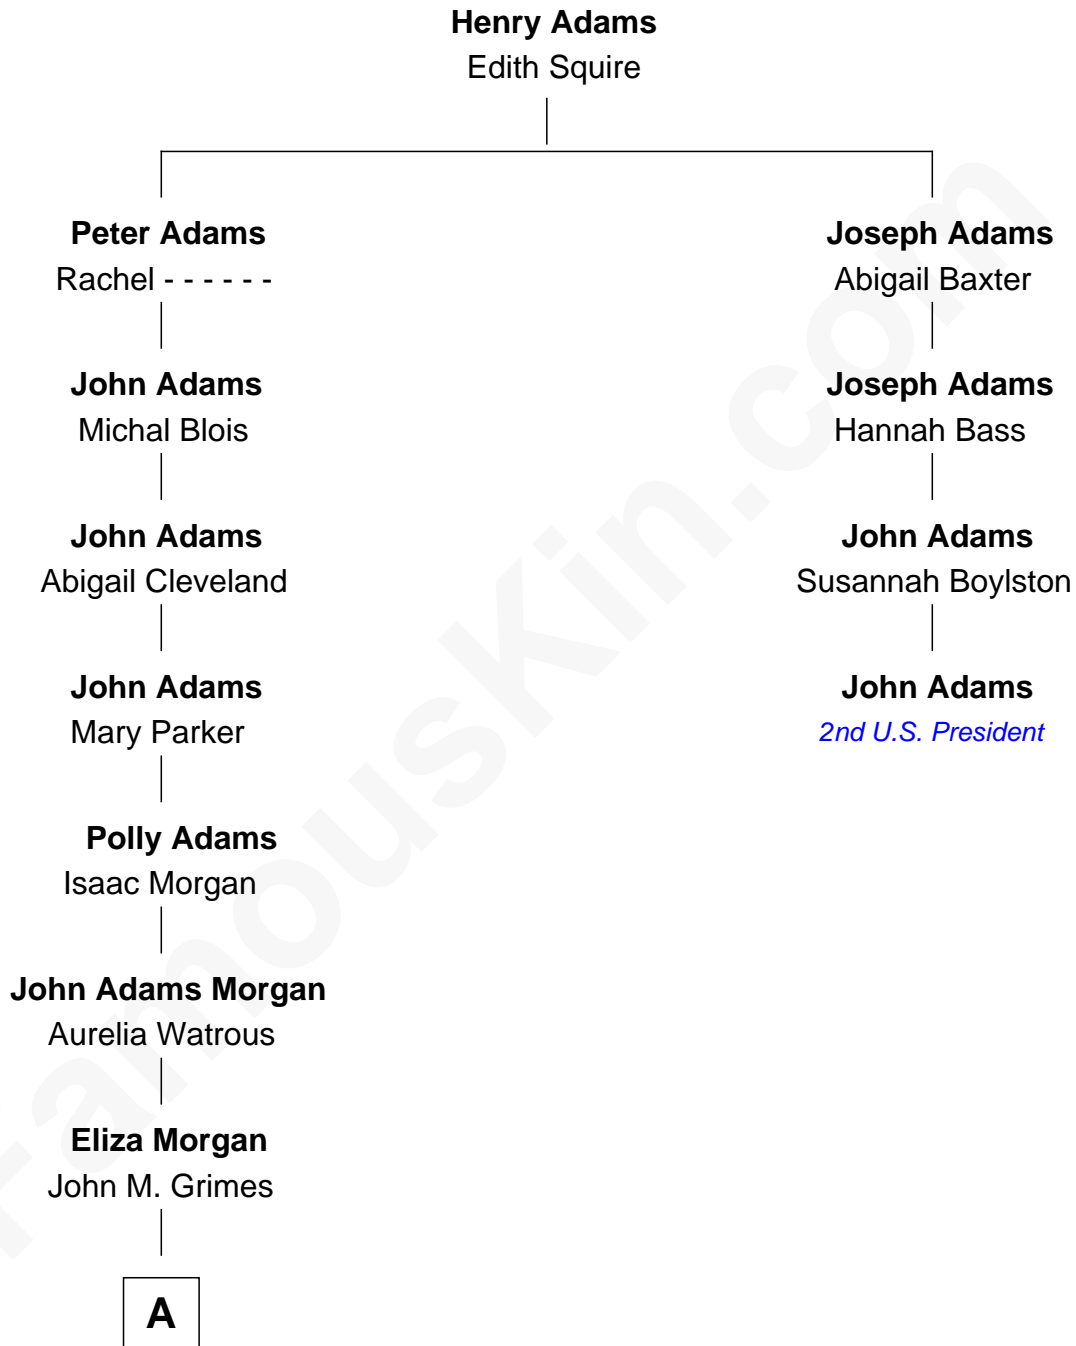 Henry Adams
Edith Squire
Peter Adams
Rachel - - - - - -
John Adams
Michal Blois
John Adams
Abigail Cleveland
John Adams
Mary Parker
Polly Adams
Isaac Morgan
John Adams Morgan
Aurelia Watrous
Eliza Morgan
John M. Grimes
A
Joseph Adams
Abigail Baxter
Joseph Adams
Hannah Bass
John Adams
Susannah Boylston
John Adams
2nd U.S. President
FamousKin.com